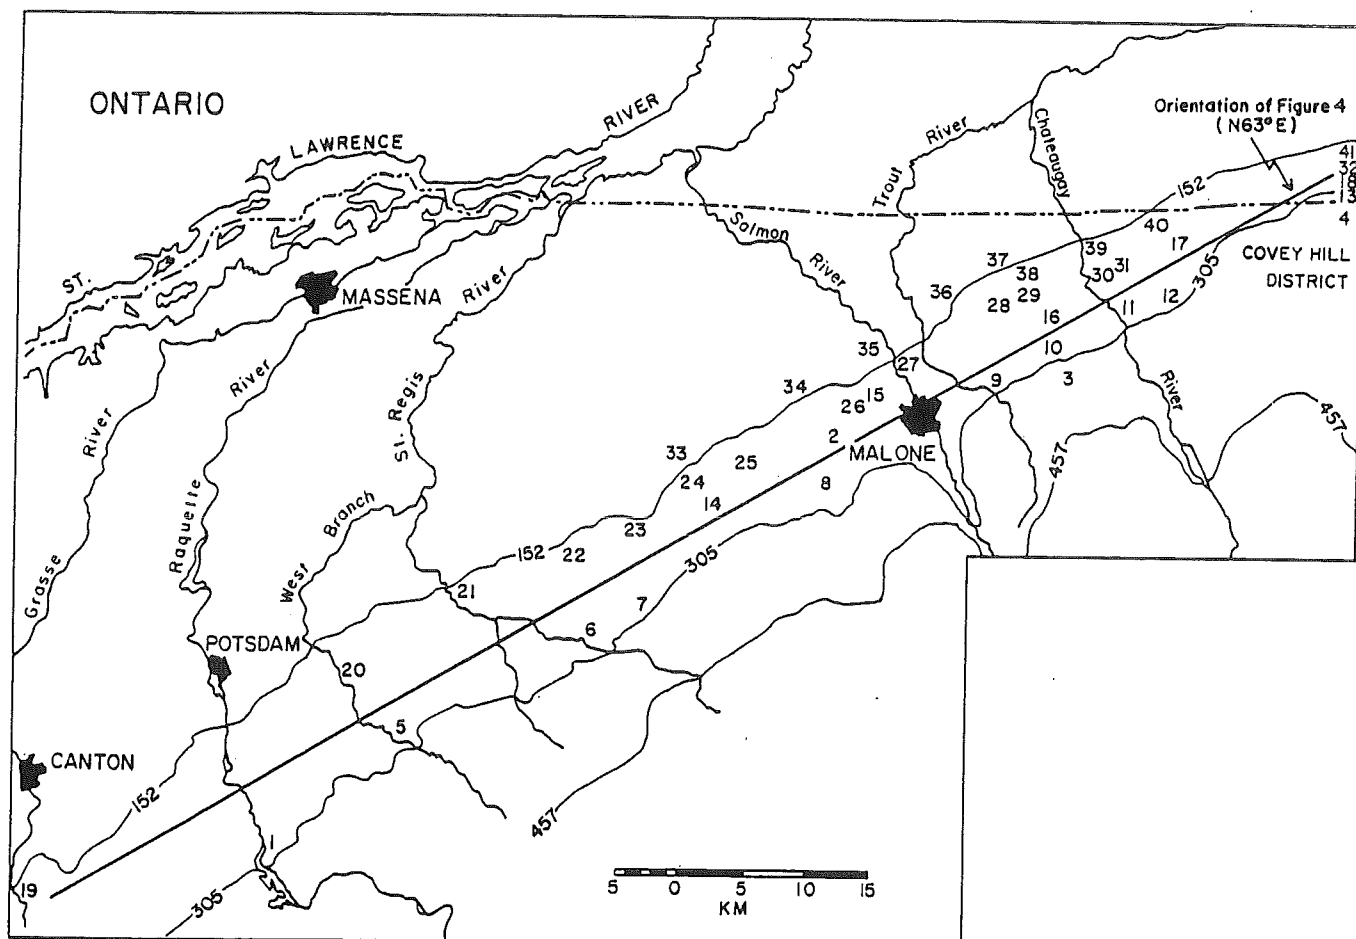 ONTARIO
Orientation of Figure 4
(N63°E)
RIVER
LAWRENCE
ST.
Trout
River
Chateaugay
River
41
32
18
13
4
152
40
17
39
COVEY HILL
DISTRICT
Salmon
River
37
38
30
31
36
28
29
16
11
12
305
MASSENA
St. Regis
River
35
27
10
3
9
34
15
26
2
MALONE
457
457
Grasse
River
Raquette
River
West
Branch
33
24
25
14
8
23
22
152
305
21
7
6
POTSDAM
20
5
CANTON
152
457
1
19
305
5
0
5
10
15
KM